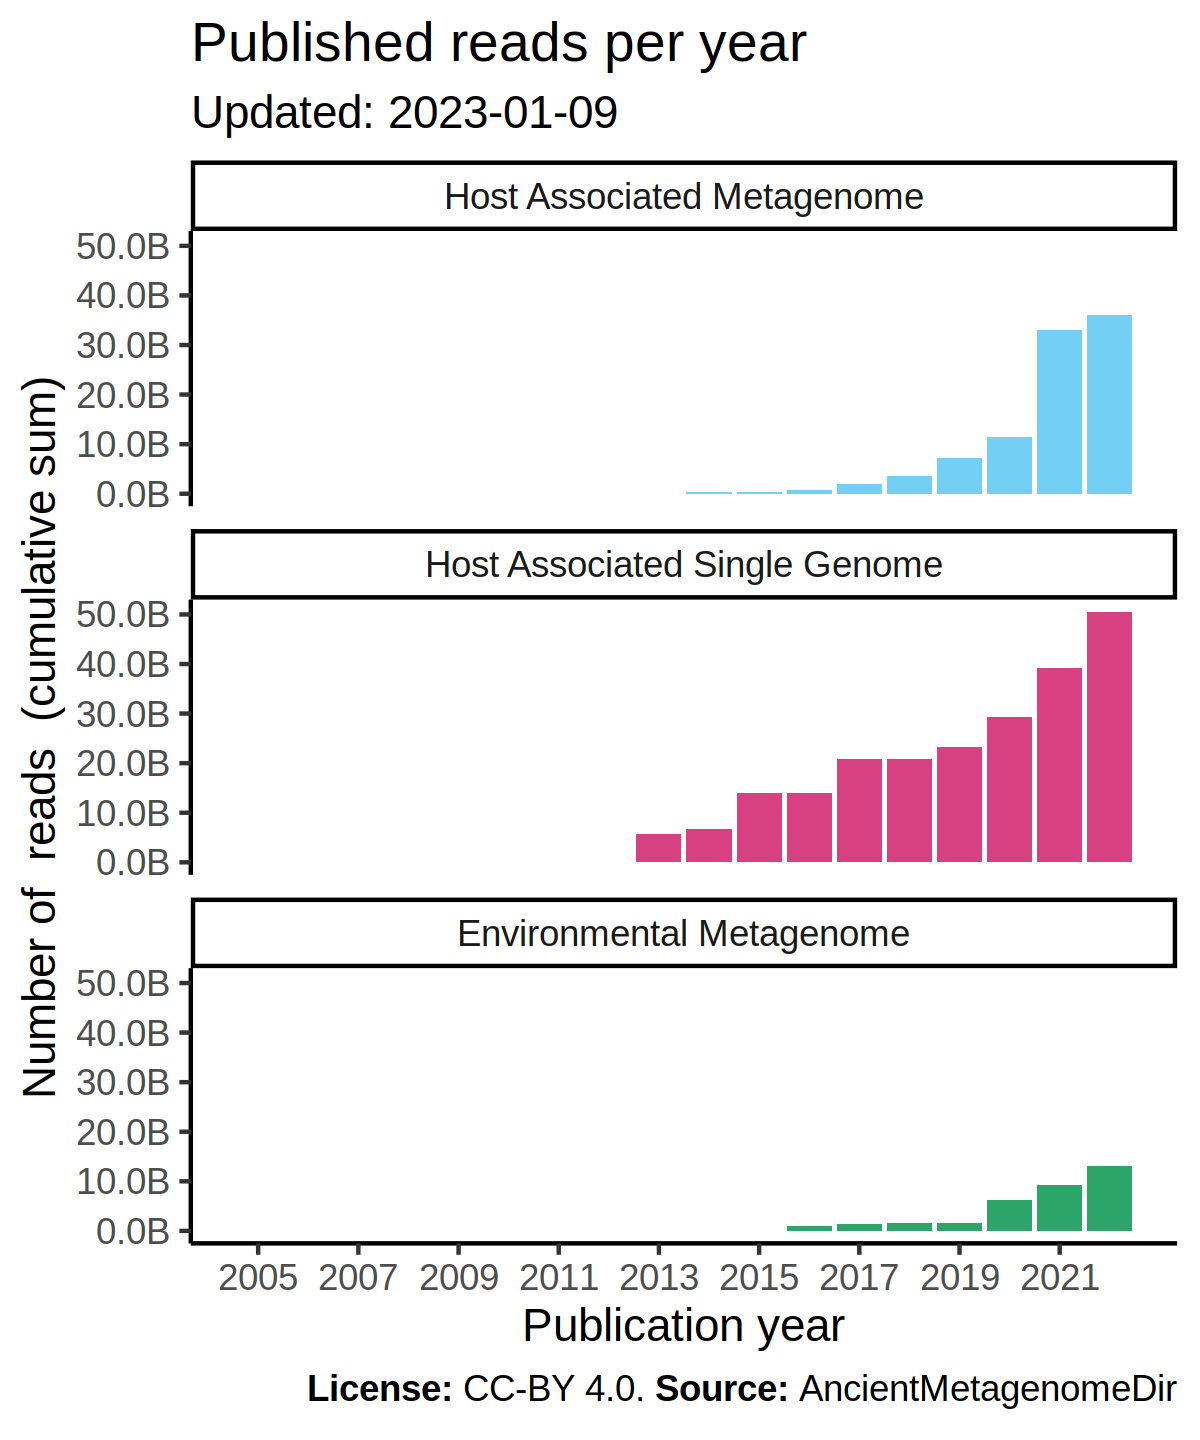 Published reads per year
Updated: 2023-01-09
Host Associated Metagenome
50.0B
40.0B
30.0B
20.0B
10.0B
0.0B
Host Associated Single Genome
50.0B
40.0B
30.0B
20.0B
10.0B
0.0B
Environmental Metagenome
50.0B
40.0B
30.0B
20.0B
10.0B
0.0B
Number of  reads  (cumulative sum)
2005 2007 2009 2011 2013 2015 2017 2019 2021
Publication year
License: CC-BY 4.0. Source: AncientMetagenomeDir